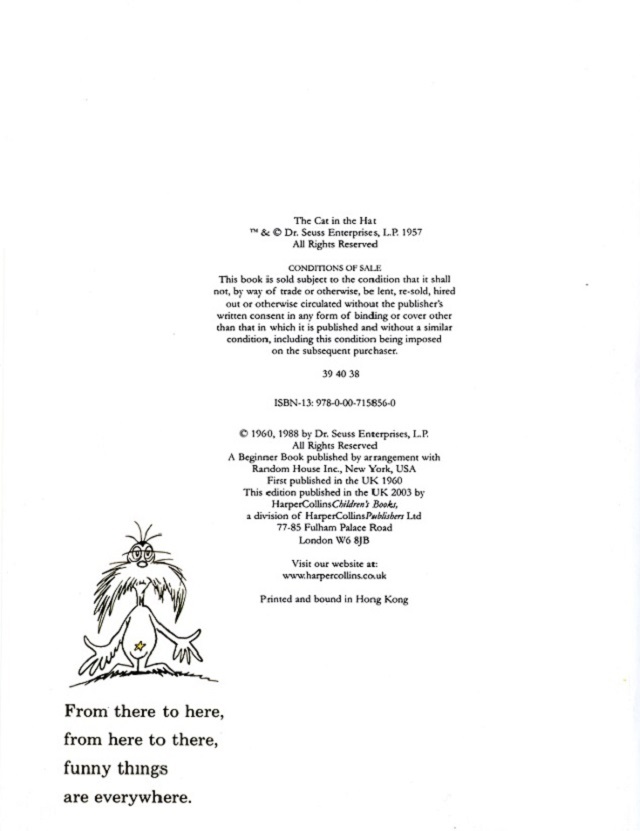 The Cat in the Hat
™ & © Dr. Seuss Enterprises, L.P. 1957
All Rights Reserved
CONDITIONS OF SALE
This book is sold subject to the condition that it shall
not, by way of trade or otherwise, be lent, re-sold, hired
out or otherwise circulated without the publisher's
written consent in any form of binding or cover other
than that in which it is published and without a similar
condition, including this condition being imposed
on the subsequent purchaser.
39 40 38
ISBN-13: 978-0-00-715856-0
© 1960, 1988 by Dr. Seuss Enterprises, L.P.
All Rights Reserved
A Beginner Book published by arrangement with
Random House Inc., New York, USA
First published in the UK 1960
This edition published in the UK 2003 by
HarperCollinsChildren's Books,
a division of HarperCollinsPublishers Ltd
77-85 Fulham Palace Road
London W6 8JB
Visit our website at:
www.harpercollins.co.uk
Printed and bound in Hong Kong
From there to here,
from here to there,
funny things
are everywhere.